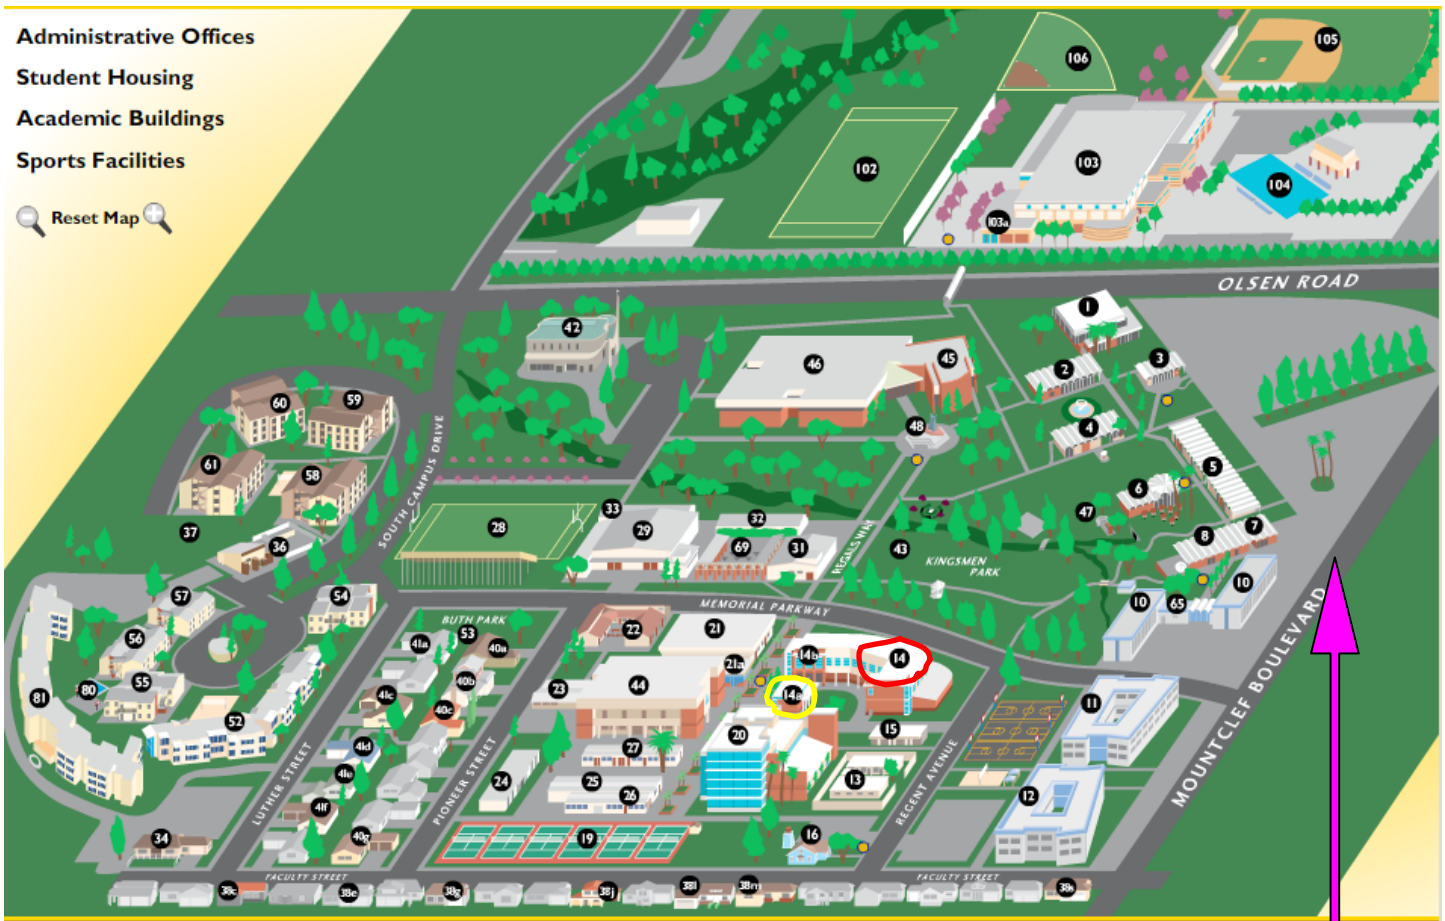 Administrative Offices
Student Housing
Academic Buildings
Sports Facilities
Reset Map
106
105
102
103
104
103a
OLSEN ROAD
1
42
46
45
2
3
60
59
48
4
61
58
SOUTH CAMPUS DRIVE
5
6
28
33
29
32
69
31
REGALS WAY
43
47
KINGSMEN
PARK
8
7
37
36
57
54
MEMORIAL PARKWAY
10
65
10
56
BUTH PARK
53
41a
40a
22
21
21a
14b
14
81
80
55
52
41c
40b
40c
23
44
14a
11
MOUNTCLEF BOULEVARD
41d
41e
41f
40g
LUTHER STREET
PIONEER STREET
27
24
25
26
20
15
13
REGENT AVENUE
12
34
19
16
FACULTY STREET
FACULTY STREET
38c
38e
38g
38j
38l
38m
38s